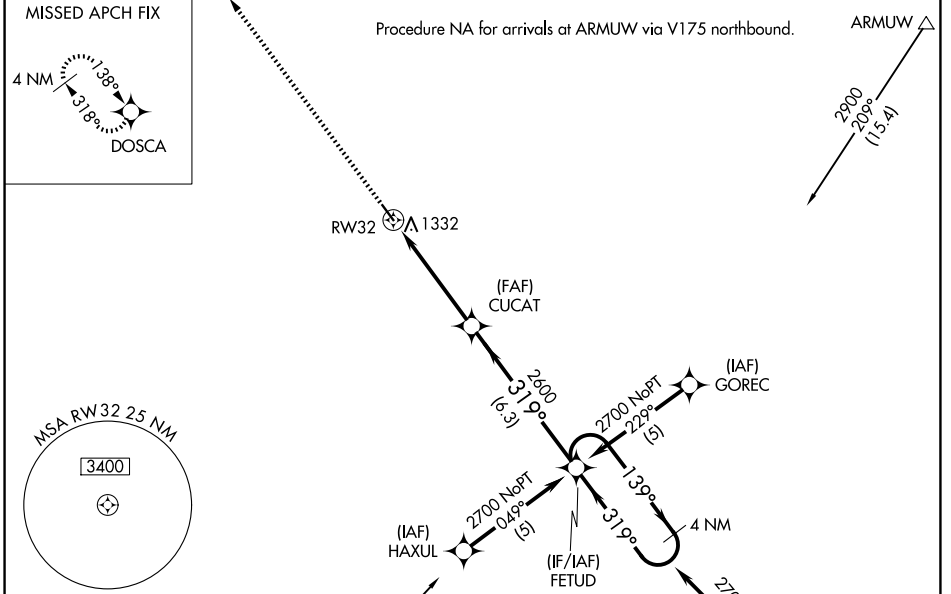 MISSED APCH FIX
4 NM
138°
318°
DOSCA
Procedure NA for arrivals at ARMUW via V175 northbound.
ARMUW
2900
209°
(15.4)
RW32
1332
(FAF)
CUCAT
2600
319°
(6.3)
(IAF)
GOREC
2700 NoPT
229°
(5)
MSA RW32 25 NM
3400
2700 NoPT
049°
(5)
(IAF)
HAXUL
139°
319°
4 NM
(IF/IAF)
FETUD